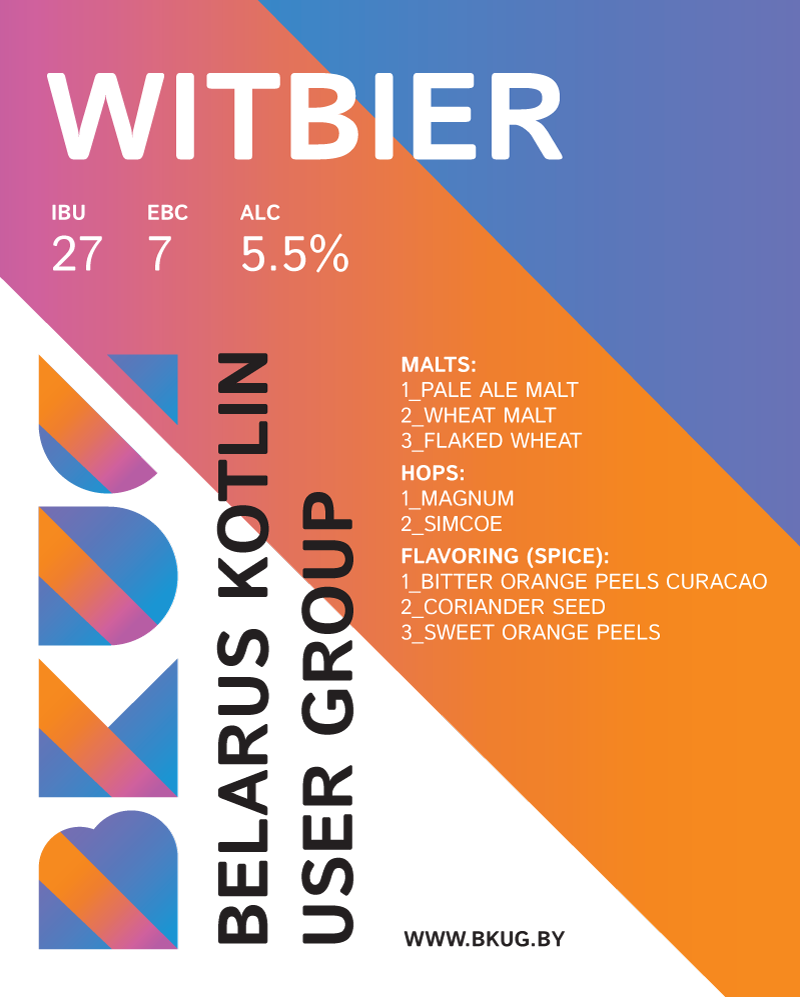 WITBIER
IBU EBC ALC
27 7 5.5%
BKUG
BELARUS KOTLIN
USER GROUP
MALTS:
1_PALE ALE MALT
2_WHEAT MALT
3_FLAKED WHEAT
HOPS:
1_MAGNUM
2_SIMCOE
FLAVORING (SPICE):
1_BITTER ORANGE PEELS CURACAO
2_CORIANDER SEED
3_SWEET ORANGE PEELS
WWW.BKUG.BY